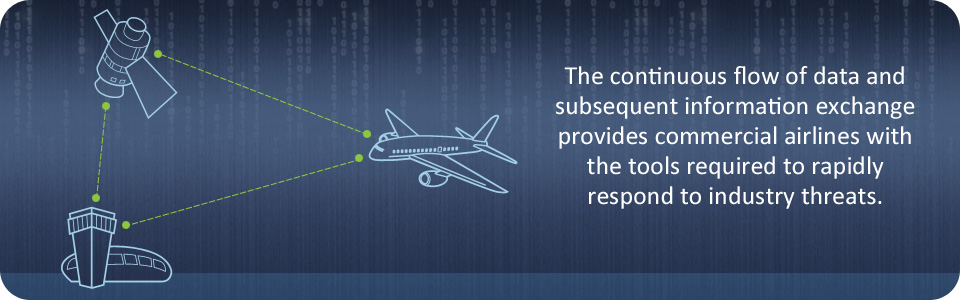 The continuous flow of data and
subsequent information exchange
provides commercial airlines with
the tools required to rapidly
respond to industry threats.